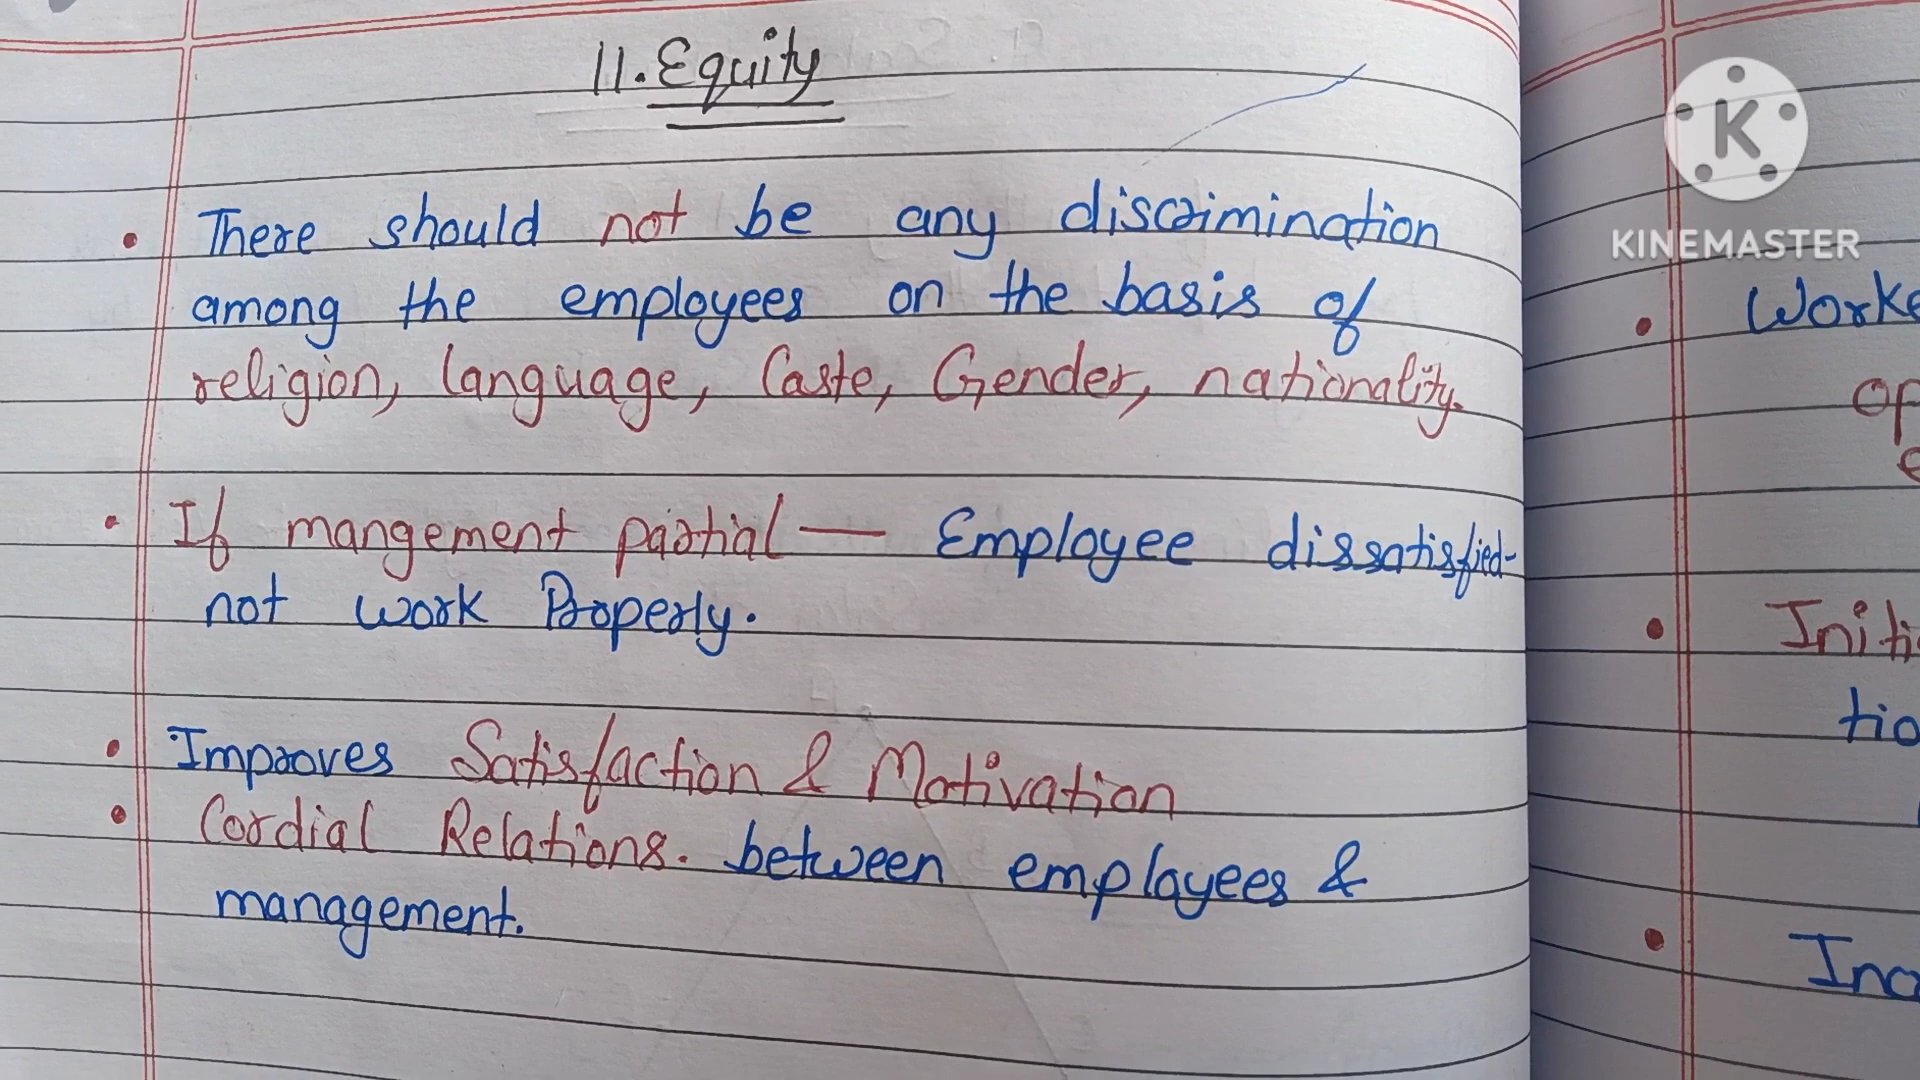 11. Equity
• There should not be any discrimination
among the employees on the basis of
religion, language, Caste, Gender, nationality.
• If mangement partial — Employee dissatisfied-
not work Properly.
• Improves Satisfaction & Motivation
• Cordial Relations. between employees &
management.
K
KINEMASTER
• Worke
op
e
• Initi
tio
• Inc